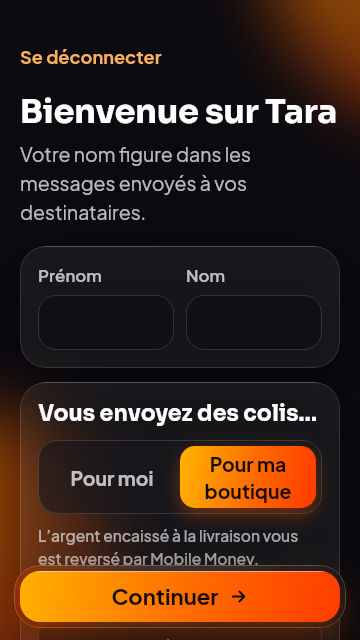 Se déconnecter
Bienvenue sur Tara
Votre nom figure dans les
messages envoyés à vos
destinataires.
Prénom Nom
Vous envoyez des colis...
Pour moi
Pour ma
boutique
L'argent encaissé à la livraison vous
est reversé par Mobile Money.
Continuer →